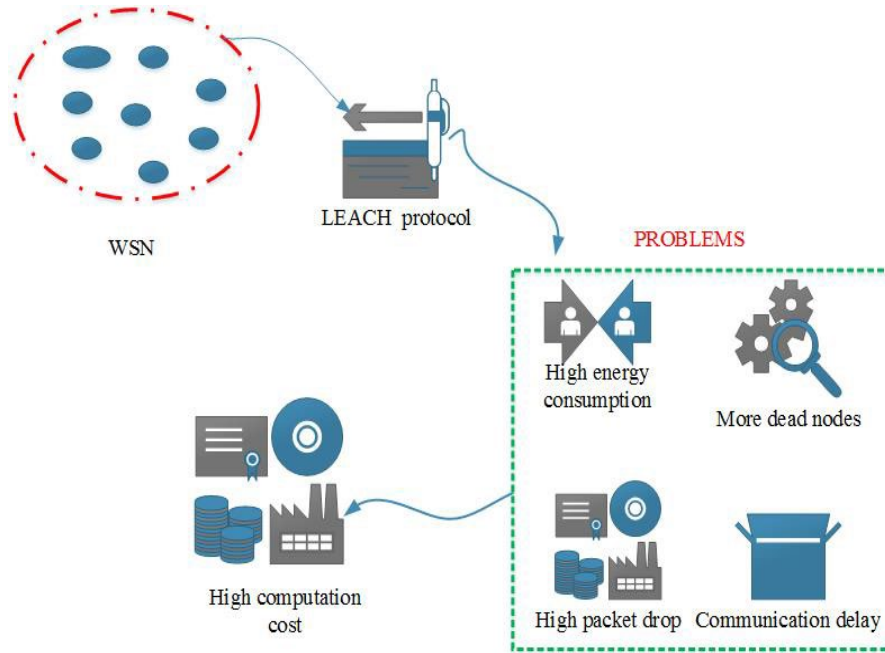 LEACH protocol
WSN
PROBLEMS
High energy
consumption
More dead nodes
High computation
cost
High packet drop
Communication delay